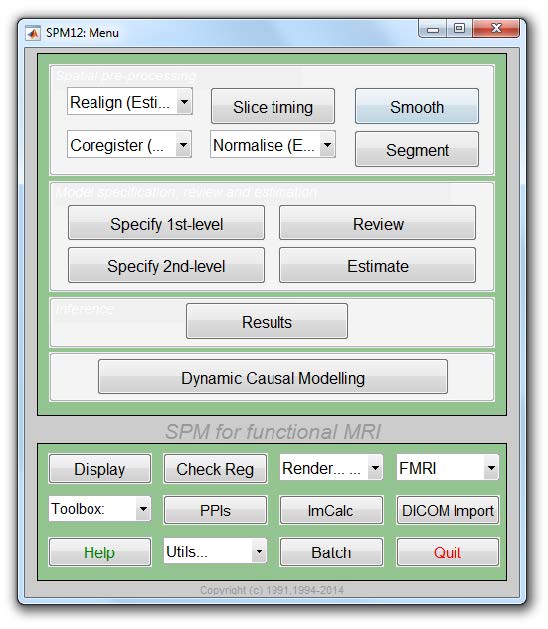 SPM12: Menu
Spatial pre-processing
Realign (Esti... Slice timing Smooth
Coregister (... Normalise (E... Segment
Model specification, review and estimation
Specify 1st-level Review
Specify 2nd-level Estimate
Inference
Results
Dynamic Causal Modelling
SPM for functional MRI
Display Check Reg Render... ... FMRI
Toolbox: PPIs ImCalc DICOM Import
Help Utils... Batch Quit
Copyright (c) 1991,1994-2014